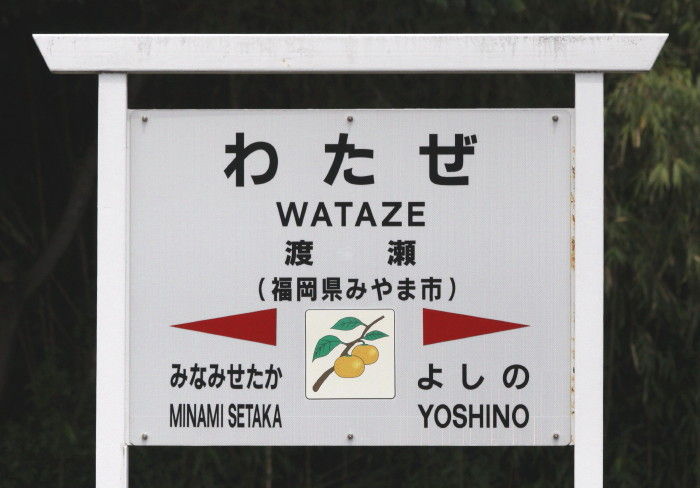 わたぜ
WATAZE
渡瀬
(福岡県みやま市)
みなみせたか よしの
MINAMI SETAKA YOSHINO